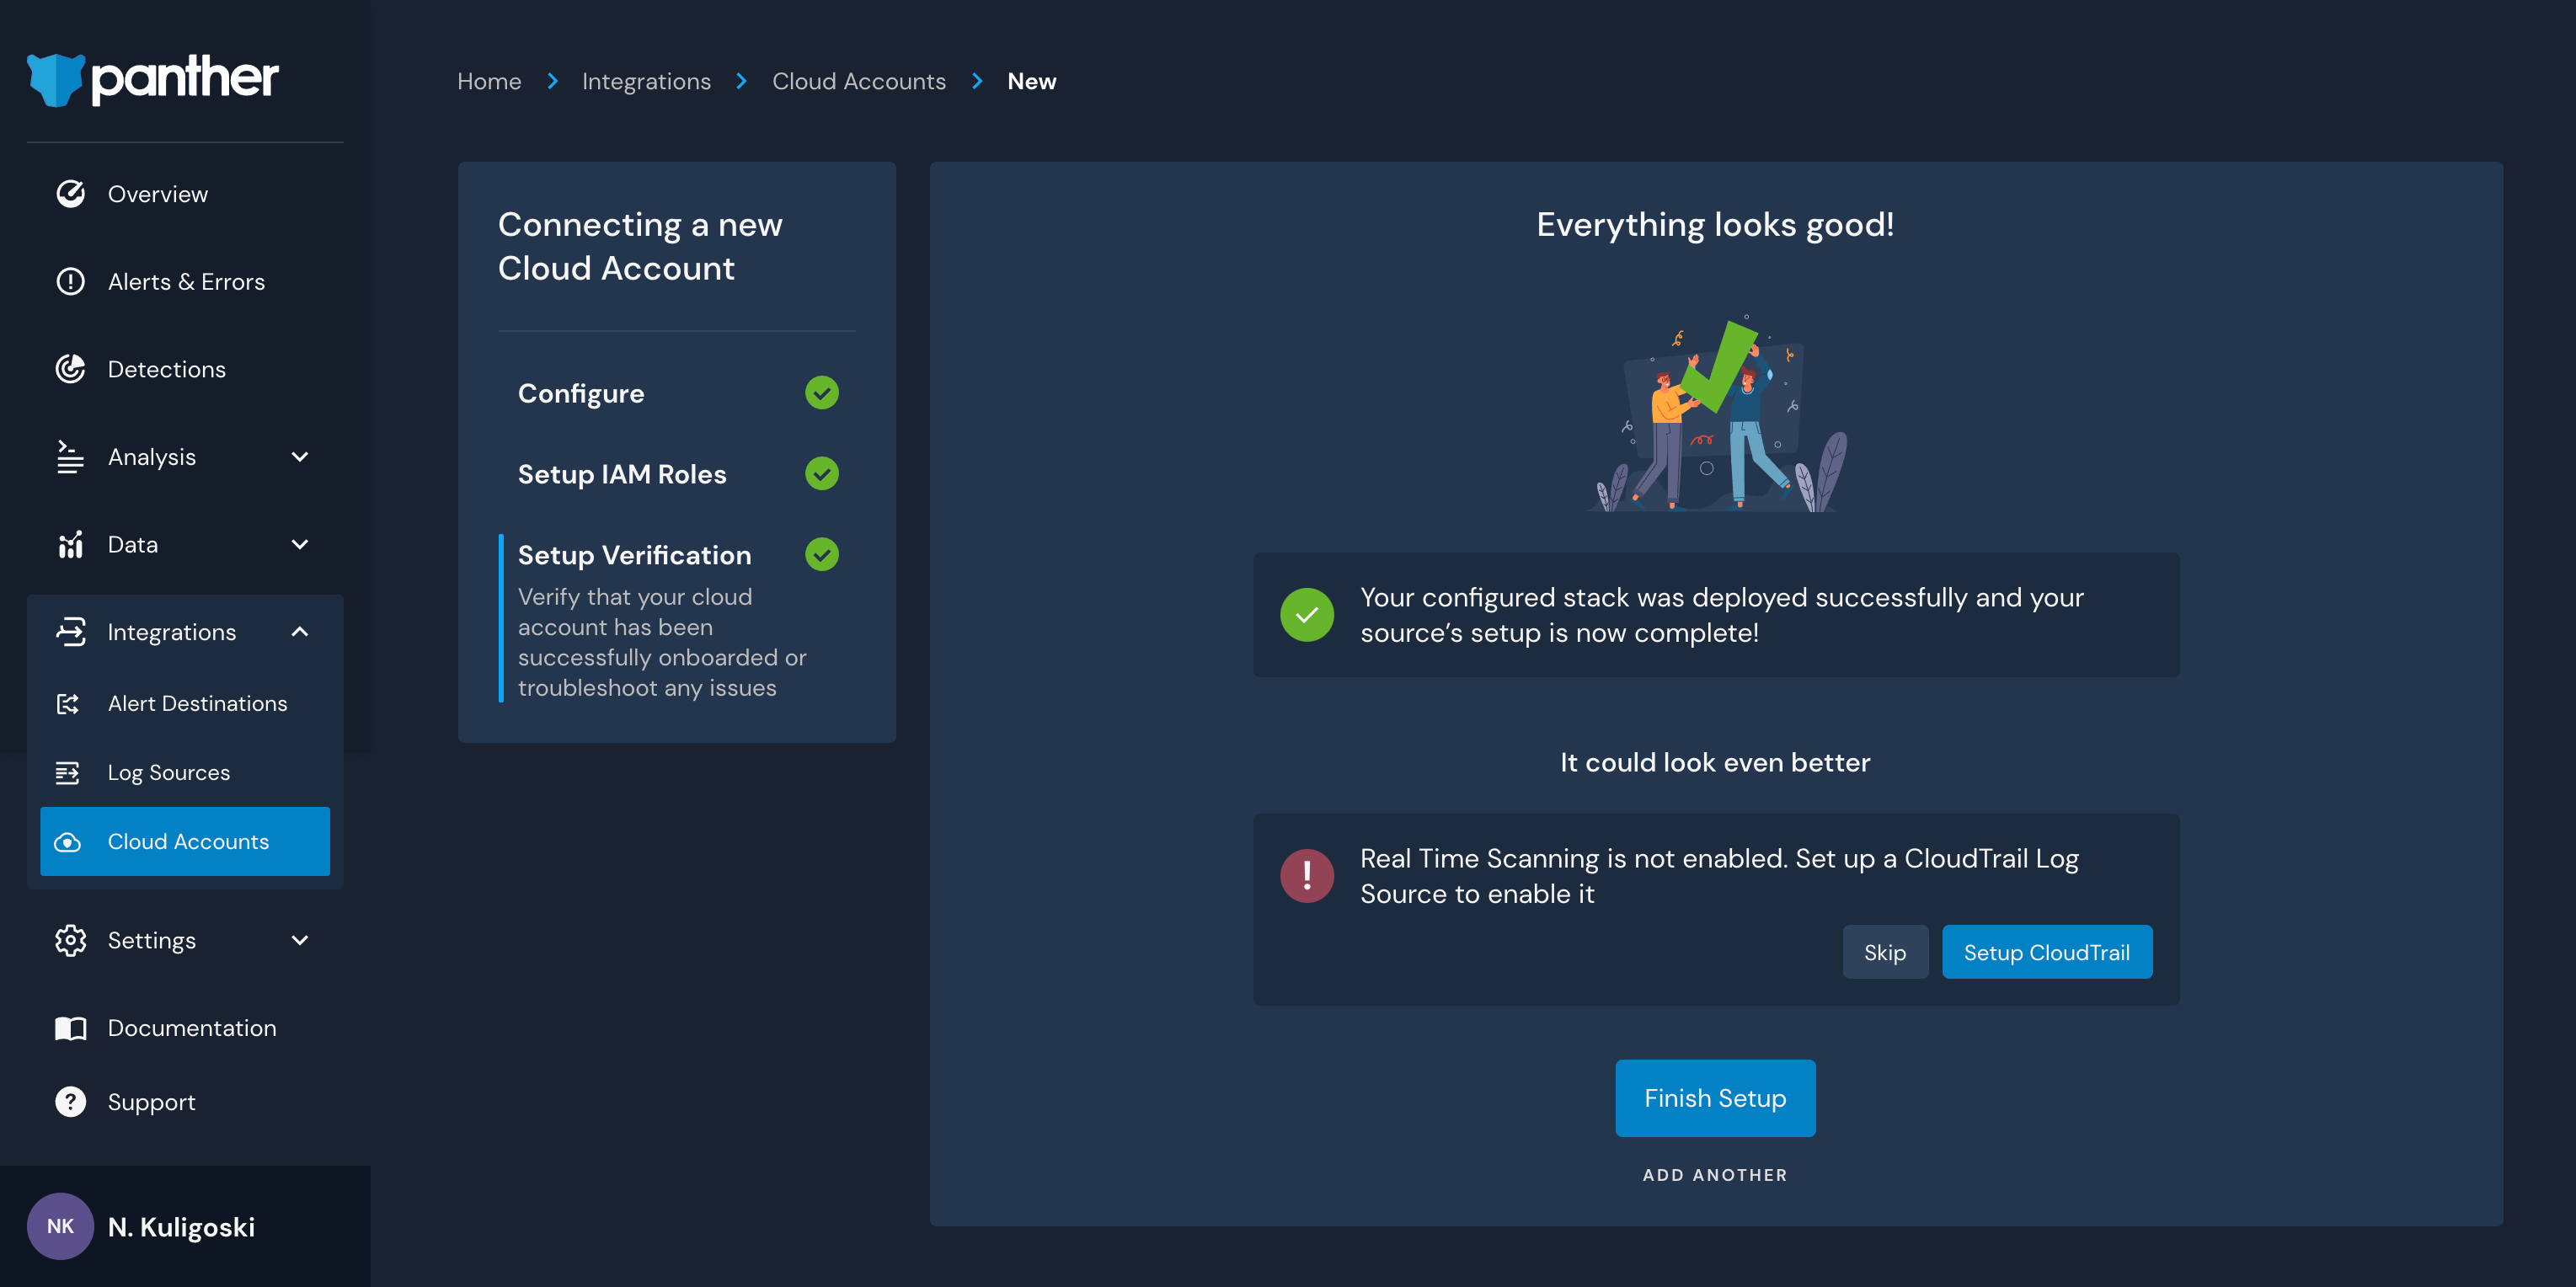 panther
Overview
Alerts & Errors
Detections
Analysis
Data
Integrations
Alert Destinations
Log Sources
Cloud Accounts
Settings
Documentation
Support
NK
N. Kuligoski
Home
Integrations
Cloud Accounts
New
Connecting a new
Cloud Account
Configure
Setup IAM Roles
Setup Verification
Verify that your cloud
account has been
successfully onboarded or
troubleshoot any issues
Everything looks good!
Your configured stack was deployed successfully and your
source’s setup is now complete!
It could look even better
Real Time Scanning is not enabled. Set up a CloudTrail Log
Source to enable it
Skip
Setup CloudTrail
Finish Setup
ADD ANOTHER